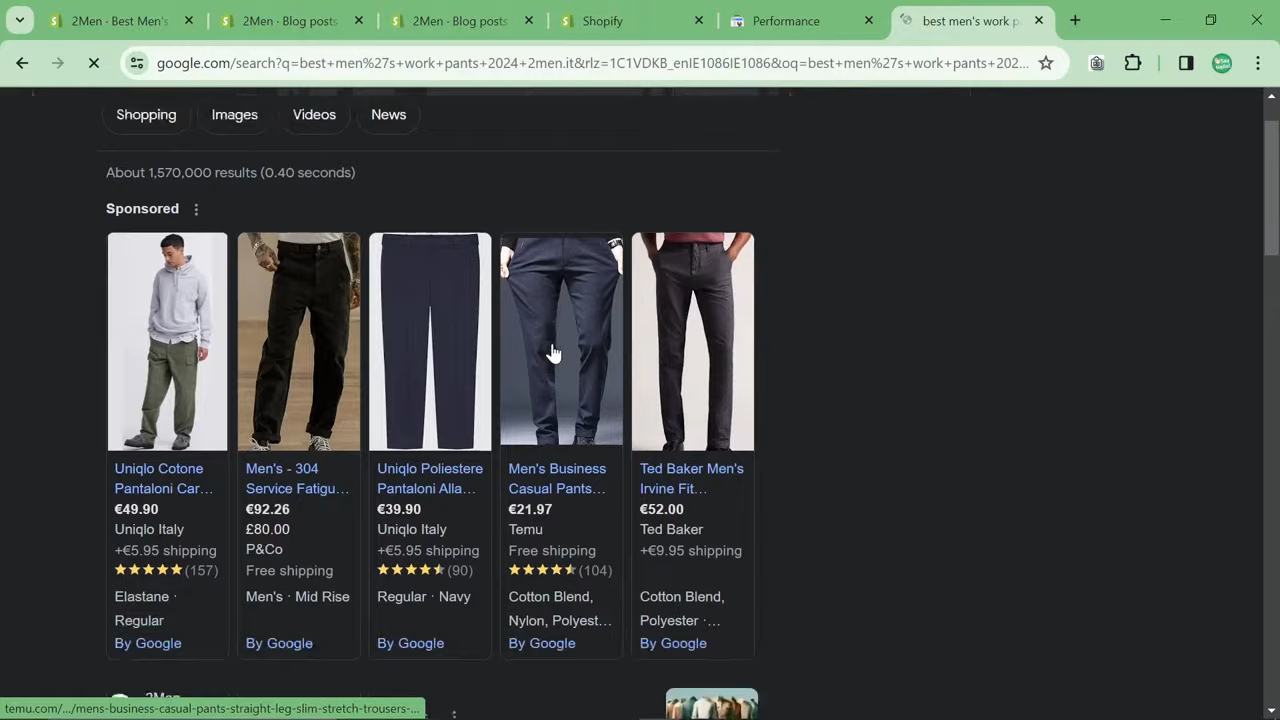 2Men · Best Men's
2Men · Blog posts
2Men · Blog posts
Shopify
Performance
best men's work p
google.com/search?q=best+men%27s+work+pants+2024+2men.it&rlz=1C1VDKB_enIE1086IE1086&oq=best+men%27s+work+pants+202...
Shopping
Images
Videos
News
About 1,570,000 results (0.40 seconds)
Sponsored
Uniqlo Cotone
Pantaloni Car...
€49.90
Uniqlo Italy
+€5.95 shipping
(157)
Elastane ·
Regular
By Google
Men's - 304
Service Fatigu...
€92.26
£80.00
P&Co
Free shipping
Men's · Mid Rise
By Google
Uniqlo Poliestere
Pantaloni Alla...
€39.90
Uniqlo Italy
+€5.95 shipping
(90)
Regular · Navy
By Google
Men's Business
Casual Pants...
€21.97
Temu
Free shipping
(104)
Cotton Blend,
Nylon, Polyest...
By Google
Ted Baker Men's
Irvine Fit...
€52.00
Ted Baker
+€9.95 shipping
Cotton Blend,
Polyester ·...
By Google
2Men
temu.com/.../mens-business-casual-pants-straight-leg-slim-stretch-trousers-...